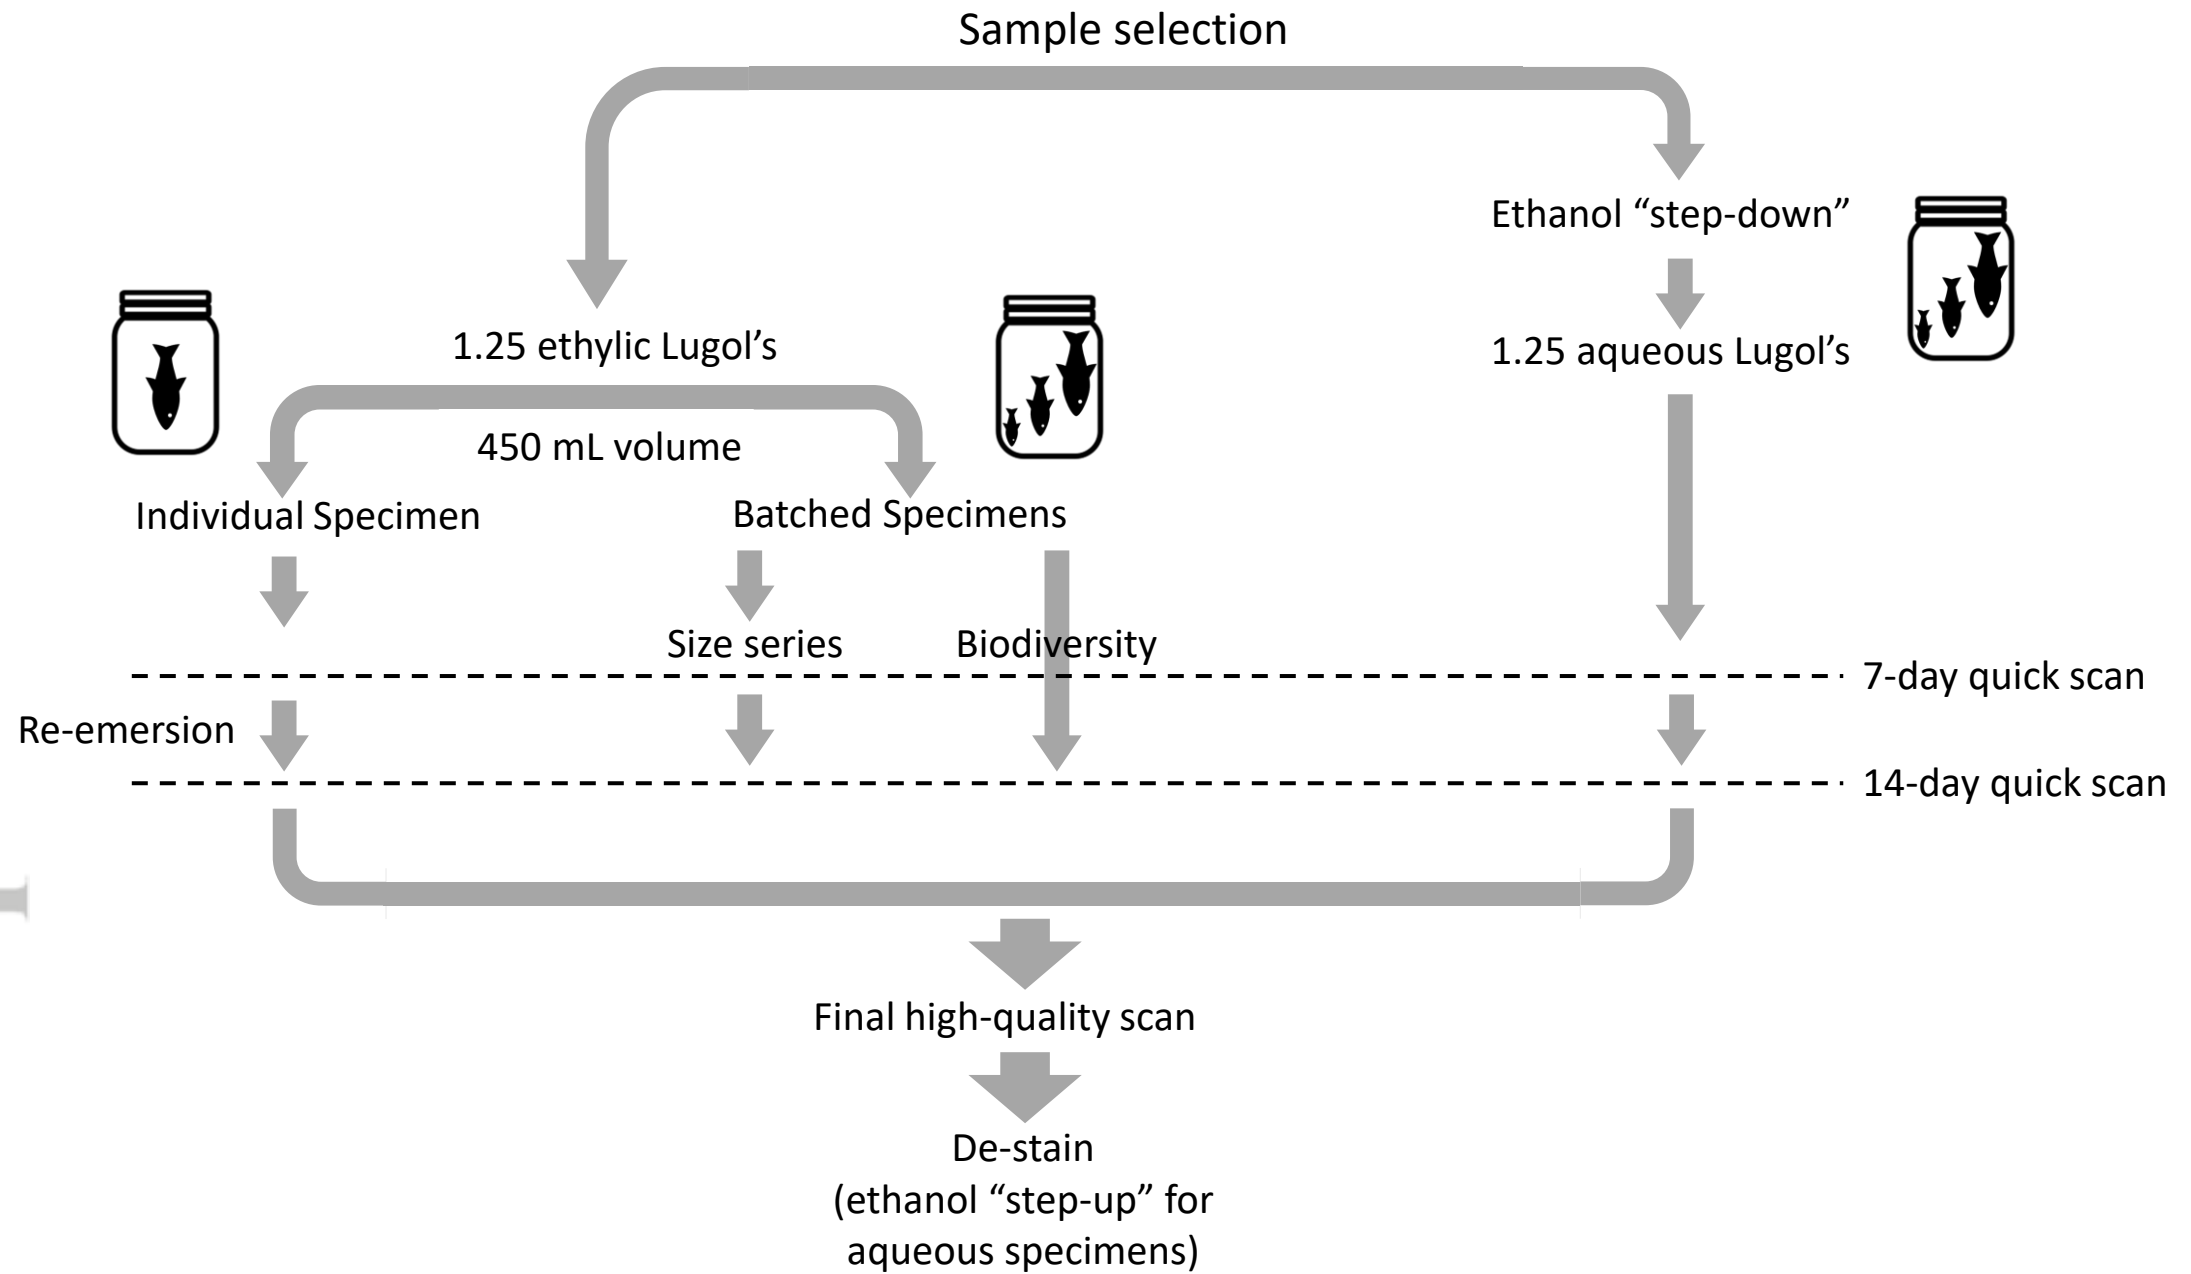 Sample selection
Ethanol “step-down”
1.25 ethylic Lugol’s
1.25 aqueous Lugol’s
450 mL volume
Individual Specimen
Batched Specimens
Size series
Biodiversity
7-day quick scan
Re-emersion
14-day quick scan
Final high-quality scan
De-stain
(ethanol “step-up” for
aqueous specimens)